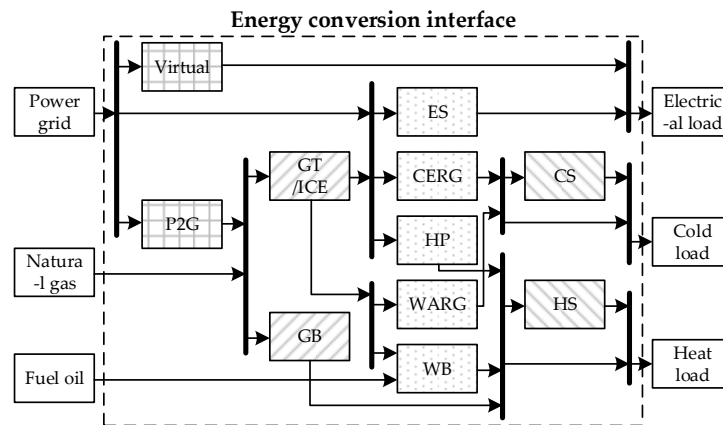 Energy conversion interface
Virtual
Power
grid
ES
Electric
-al load
GT
/ICE
CERG
CS
P2G
HP
Cold
load
Natura
-l gas
WARG
HS
GB
WB
Fuel oil
Heat
load